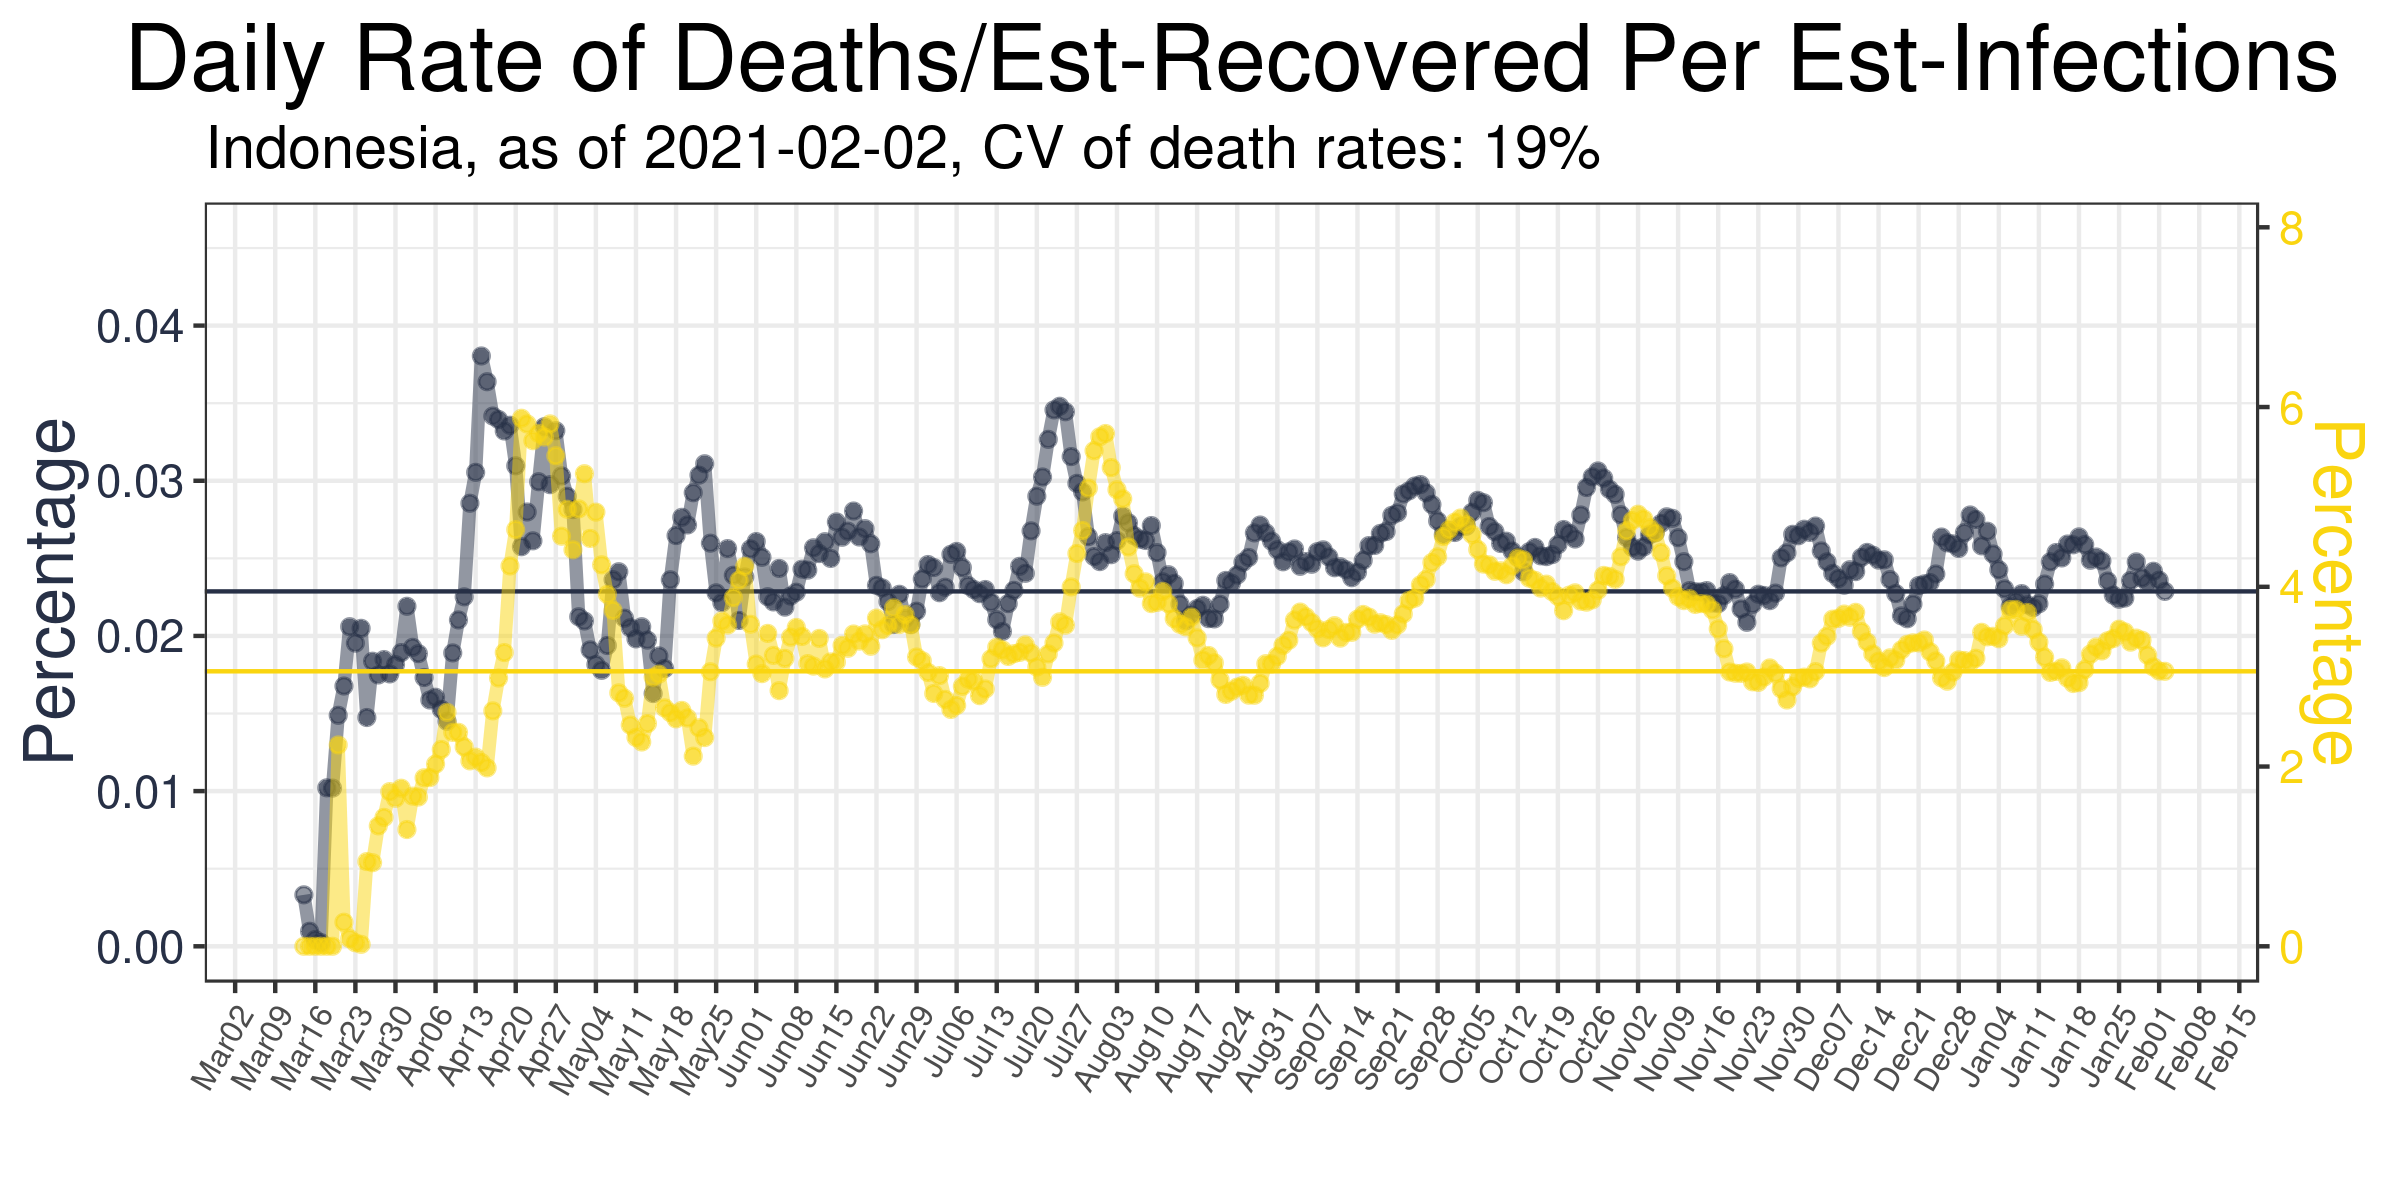 Daily Rate of Deaths/Est-Recovered Per Est-Infections
Indonesia, as of 2021-02-02, CV of death rates: 19%
Percentage
0.04
0.03
0.02
0.01
0.00
8
6
4
2
0
Percentage
Mar02 Mar09 Mar16 Mar23 Mar30 Apr06 Apr13 Apr20 Apr27 May04 May11 May18 May25 Jun01 Jun08 Jun15 Jun22 Jun29 Jul06 Jul13 Jul20 Jul27 Aug03 Aug10 Aug17 Aug24 Aug31 Sep07 Sep14 Sep21 Sep28 Oct05 Oct12 Oct19 Oct26 Nov02 Nov09 Nov16 Nov23 Nov30 Dec07 Dec14 Dec21 Dec28 Jan04 Jan11 Jan18 Jan25 Feb01 Feb08 Feb15